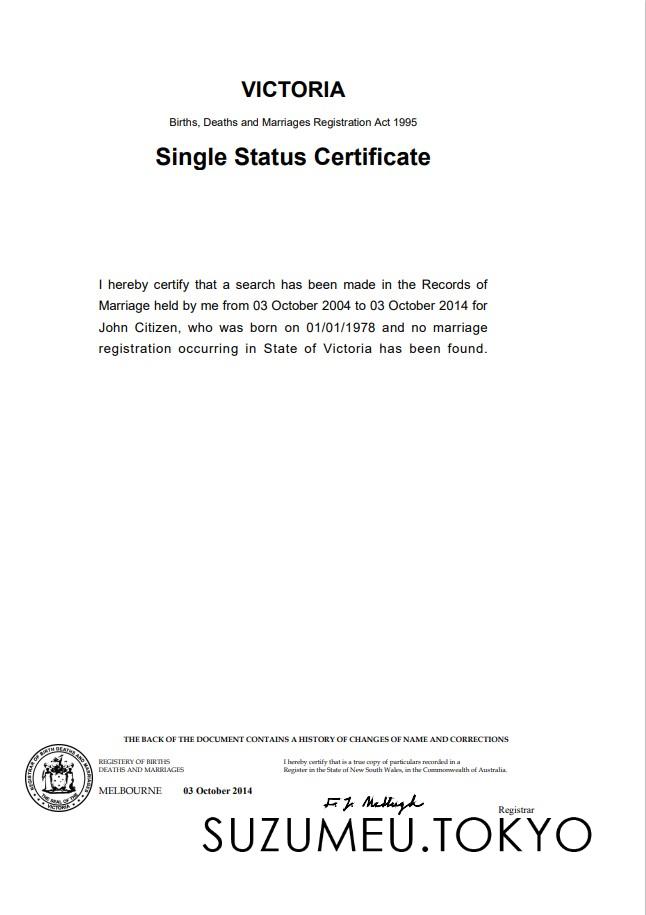 VICTORIA
Births, Deaths and Marriages Registration Act 1995
Single Status Certificate
I hereby certify that a search has been made in the Records of
Marriage held by me from 03 October 2004 to 03 October 2014 for
John Citizen, who was born on 01/01/1978 and no marriage
registration occurring in State of Victoria has been found.
THE BACK OF THE DOCUMENT CONTAINS A HISTORY OF CHANGES OF NAME AND CORRECTIONS
REGISTRAR OF BIRTH DEATHS AND MARRIAGES
THE SEAL OF THE
VICTORIA
REGISTERY OF BIRTHS
DEATHS AND MARRIAGES
I hereby certify that is a true copy of particulars recorded in a
Register in the State of New South Wales, in the Commonwealth of Australia.
MELBOURNE 03 October 2014
Registrar
SUZUMEU.TOKYO